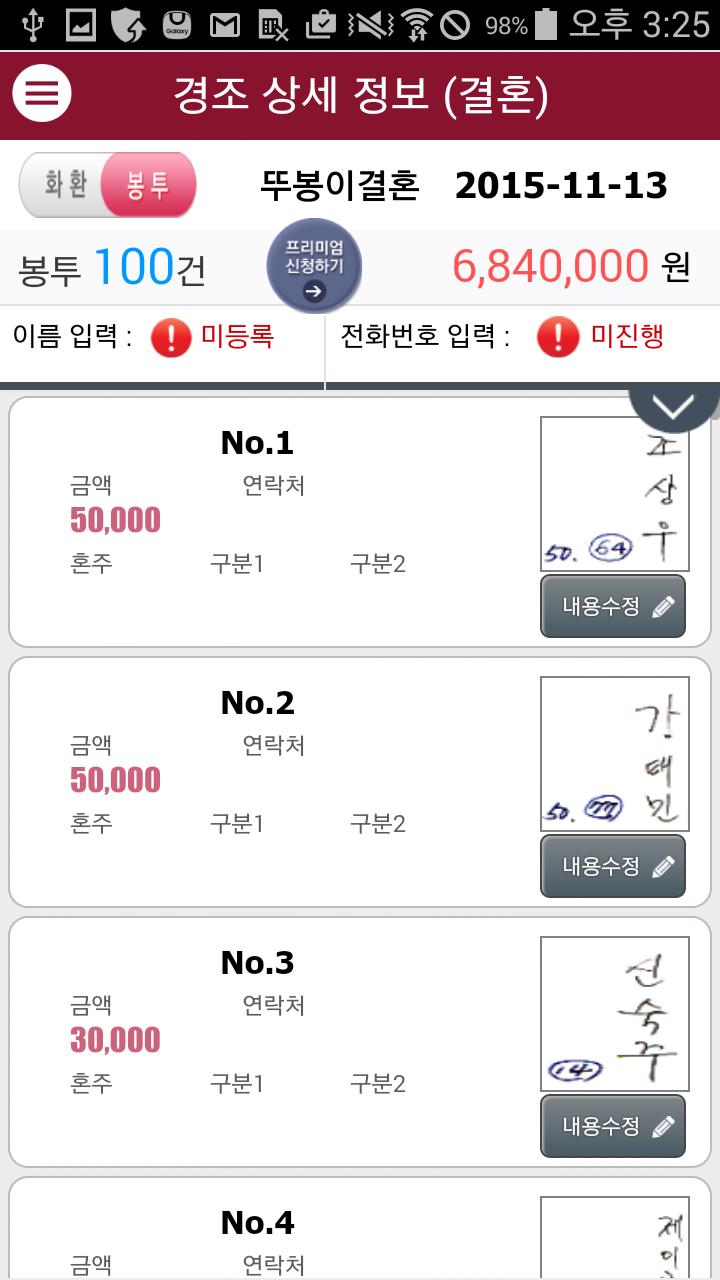 98% 오후 3:25
경조 상세 정보 (결혼)
화환 봉투 뚜봉이결혼 2015-11-13
봉투 100건 프리미엄 신청하기 6,840,000 원
이름 입력 : 미등록 전화번호 입력 : 미진행
No.1
금액 연락처
50,000
혼주 구분1 구분2
조상우
50. 64
내용수정
No.2
금액 연락처
50,000
혼주 구분1 구분2
강태민
50. 77
내용수정
No.3
금액 연락처
30,000
혼주 구분1 구분2
신숙주
14
내용수정
No.4
금액 연락처
제이